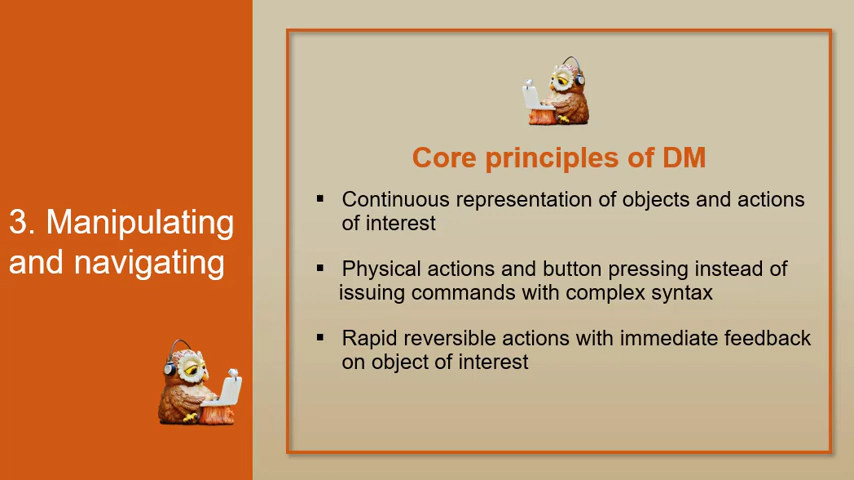 3. Manipulating
and navigating
Core principles of DM
▪ Continuous representation of objects and actions
of interest
▪ Physical actions and button pressing instead of
issuing commands with complex syntax
▪ Rapid reversible actions with immediate feedback
on object of interest